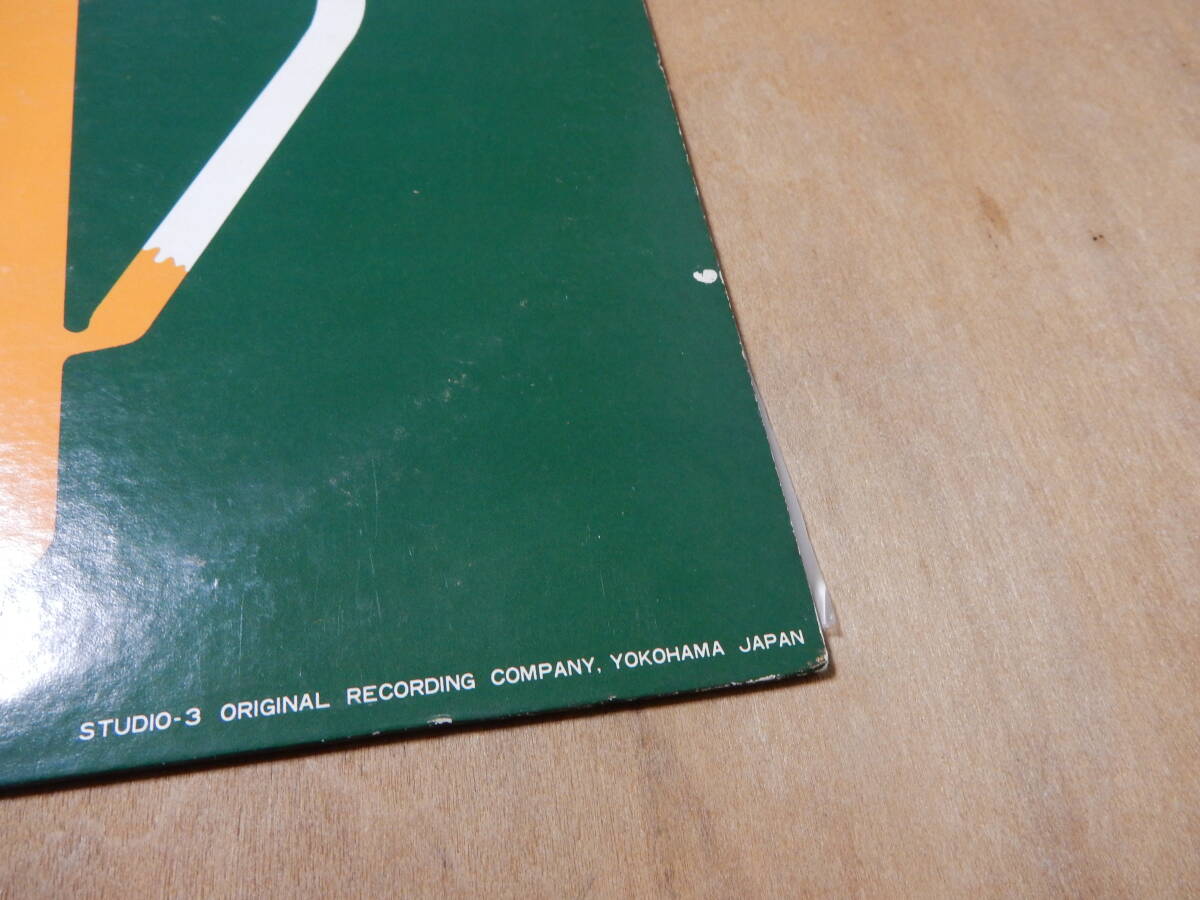 STUDIO-3 ORIGINAL RECORDING COMPANY, YOKOHAMA JAPAN